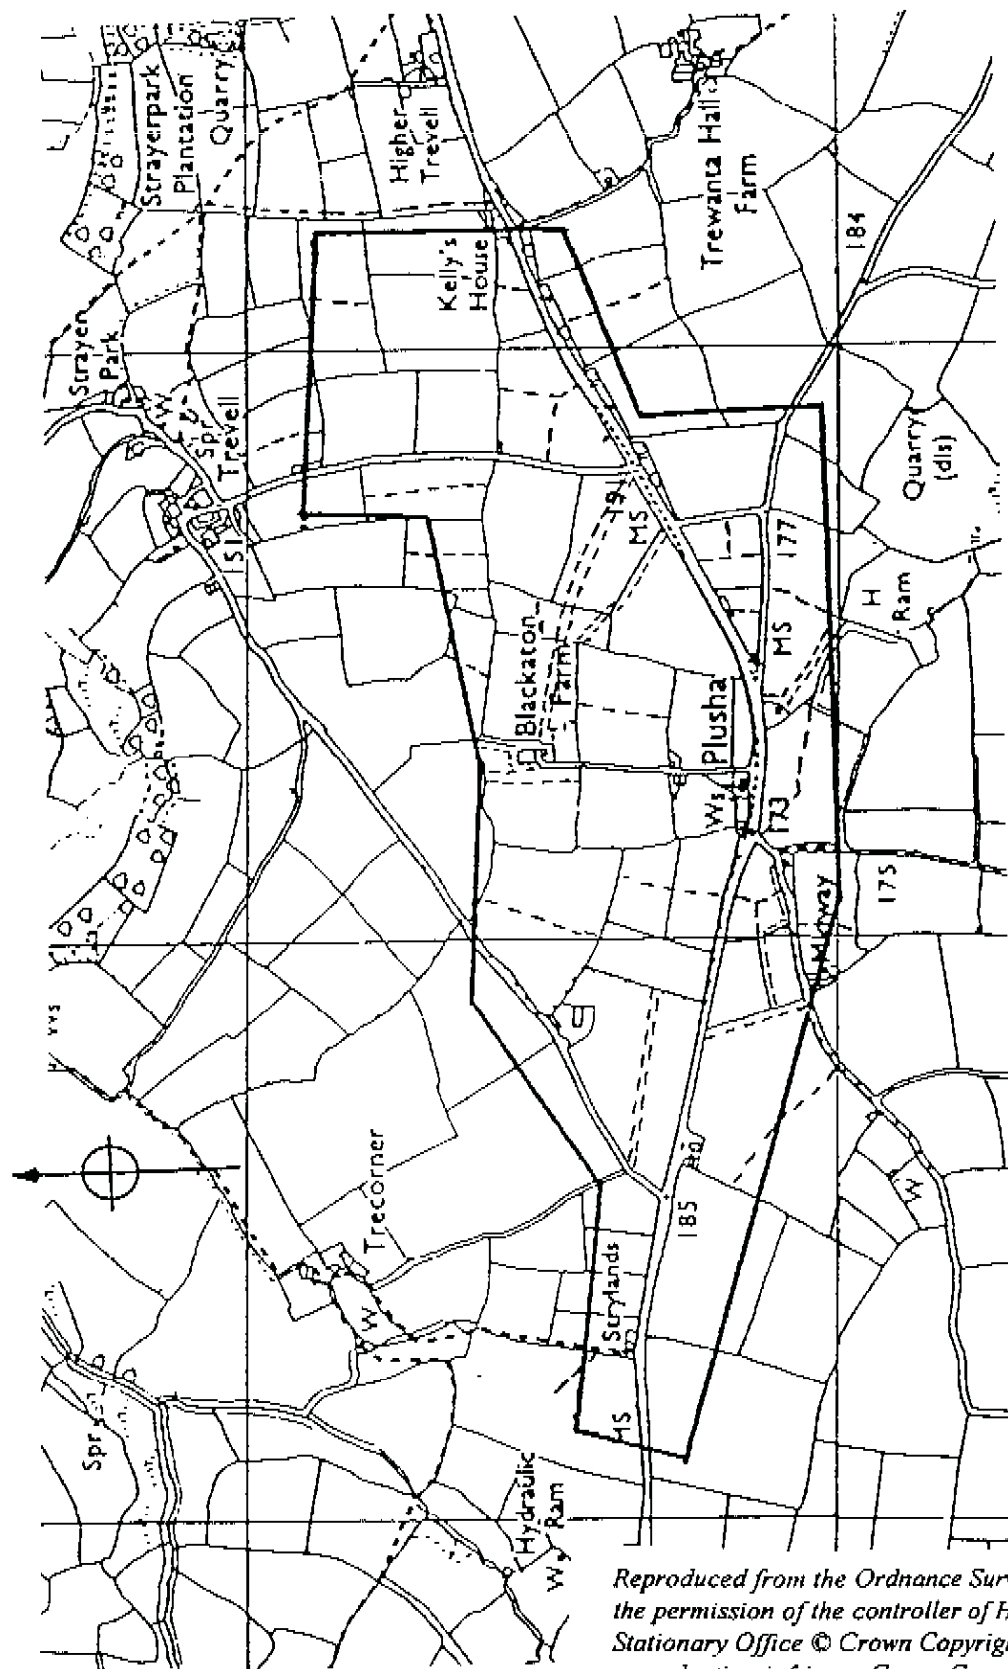 Strayerpark
Plantation
Quarry
Higher
Trevell
Trewanta Hall
Farm
184
Strayen
Park
W
Spr
Trevell
151
Kelly's
House
191
MS
Quarry
(dis)
177
MS
H
Ram
Blackaton
Farm
Plusha
Ws
173
Midway
175
Ws
Trecorner
W
185
W
Surylands
MS
Spr
Hydraulic
Ram
W
Reproduced from the Ordnance Sur
the permission of the controller of H
Stationary Office © Crown Copyrig